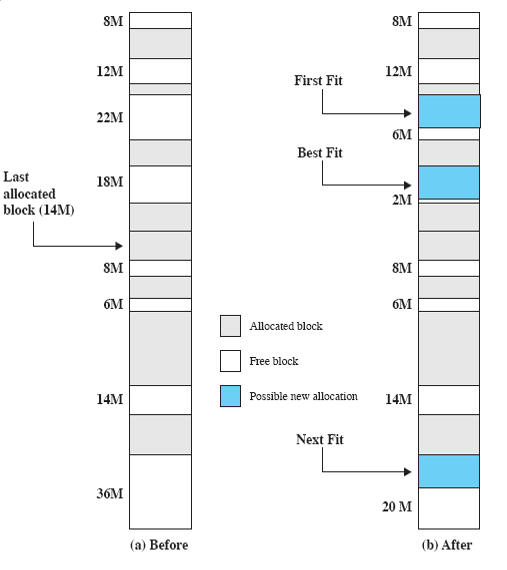 8M
12M
22M
18M
Last
allocated
block (14M)
8M
6M
14M
36M
(a) Before
Allocated block
Free block
Possible new allocation
8M
12M
First Fit
6M
Best Fit
2M
8M
6M
14M
Next Fit
20 M
(b) After